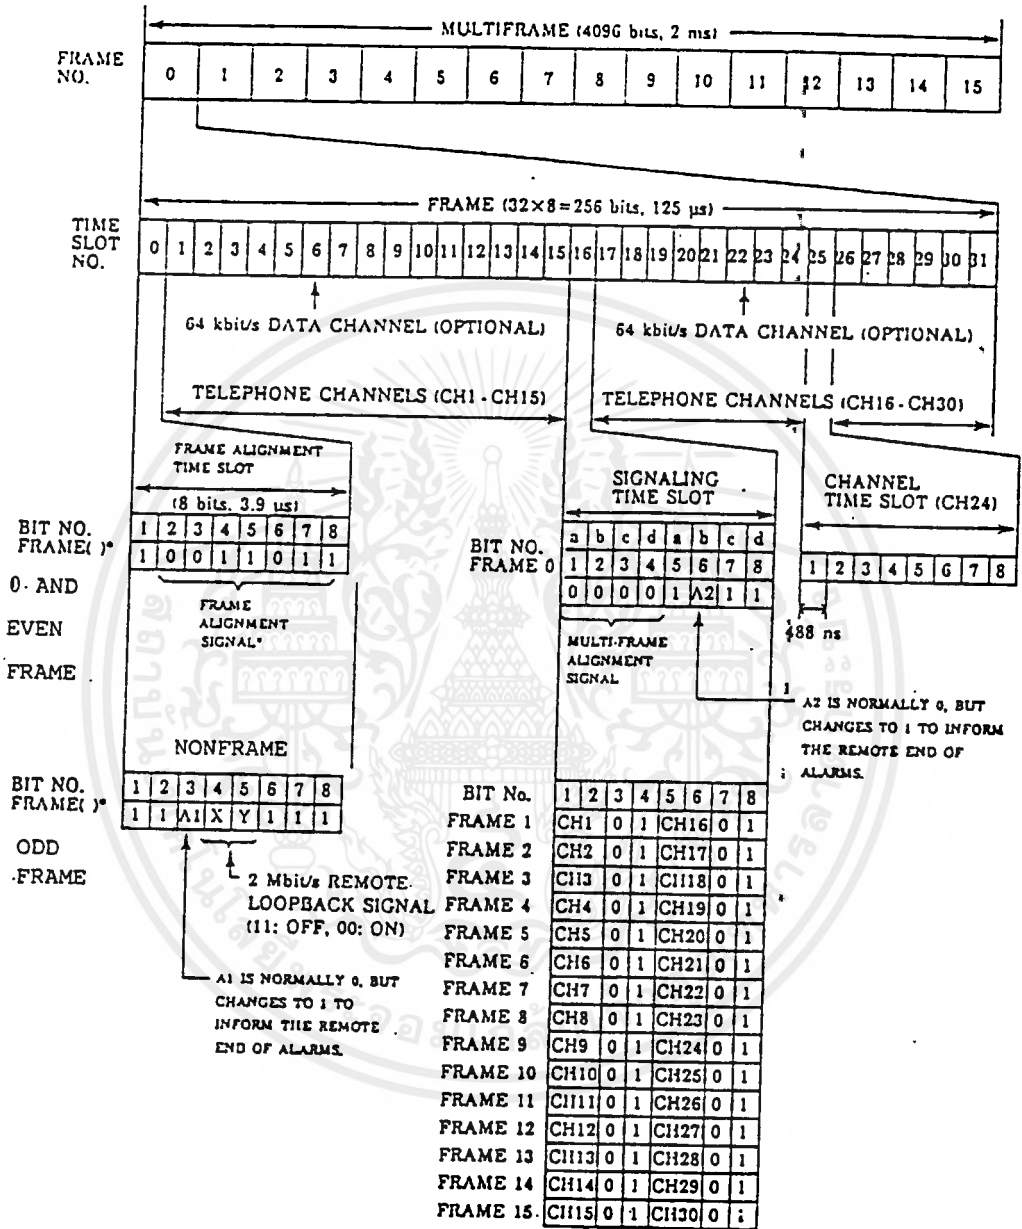 MULTIFRAME (4096 bits, 2 ms)
FRAME NO.
0 1 2 3 4 5 6 7 8 9 10 11 12 13 14 15
FRAME (32×8=256 bits, 125 µs)
TIME SLOT NO.
0 1 2 3 4 5 6 7 8 9 10 11 12 13 14 15 16 17 18 19 20 21 22 23 24 25 26 27 28 29 30 31
64 kbit/s DATA CHANNEL (OPTIONAL)
64 kbit/s DATA CHANNEL (OPTIONAL)
TELEPHONE CHANNELS (CH1 - CH15)
TELEPHONE CHANNELS (CH16 - CH30)
FRAME ALIGNMENT
TIME SLOT
(8 bits, 3.9 µs)
BIT NO. 1 2 3 4 5 6 7 8
FRAME( )* 1 0 0 1 1 0 1 1
0. AND
EVEN
FRAME
FRAME
ALIGNMENT
SIGNAL*
SIGNALING
TIME SLOT
a b c d a b c d
BIT NO. 1 2 3 4 5 6 7 8
FRAME 0 0 0 0 0 1 A2 1 1
MULTI-FRAME
ALIGNMENT
SIGNAL
CHANNEL
TIME SLOT (CH24)
1 2 3 4 5 6 7 8
488 ns
A2 IS NORMALLY 0, BUT
CHANGES TO 1 TO INFORM
THE REMOTE END OF
ALARMS.
NONFRAME
BIT NO. 1 2 3 4 5 6 7 8
FRAME( )* 1 1 A1 X Y 1 1 1
ODD
FRAME
2 Mbit/s REMOTE
LOOPBACK SIGNAL
(11: OFF, 00: ON)
A1 IS NORMALLY 0, BUT
CHANGES TO 1 TO
INFORM THE REMOTE
END OF ALARMS.
BIT No. 1 2 3 4 5 6 7 8
FRAME 1 CH1 0 1 CH16 0 1
FRAME 2 CH2 0 1 CH17 0 1
FRAME 3 CH3 0 1 CH18 0 1
FRAME 4 CH4 0 1 CH19 0 1
FRAME 5 CH5 0 1 CH20 0 1
FRAME 6 CH6 0 1 CH21 0 1
FRAME 7 CH7 0 1 CH22 0 1
FRAME 8 CH8 0 1 CH23 0 1
FRAME 9 CH9 0 1 CH24 0 1
FRAME 10 CH10 0 1 CH25 0 1
FRAME 11 CH11 0 1 CH26 0 1
FRAME 12 CH12 0 1 CH27 0 1
FRAME 13 CH13 0 1 CH28 0 1
FRAME 14 CH14 0 1 CH29 0 1
FRAME 15 CH15 0 1 CH30 0 1